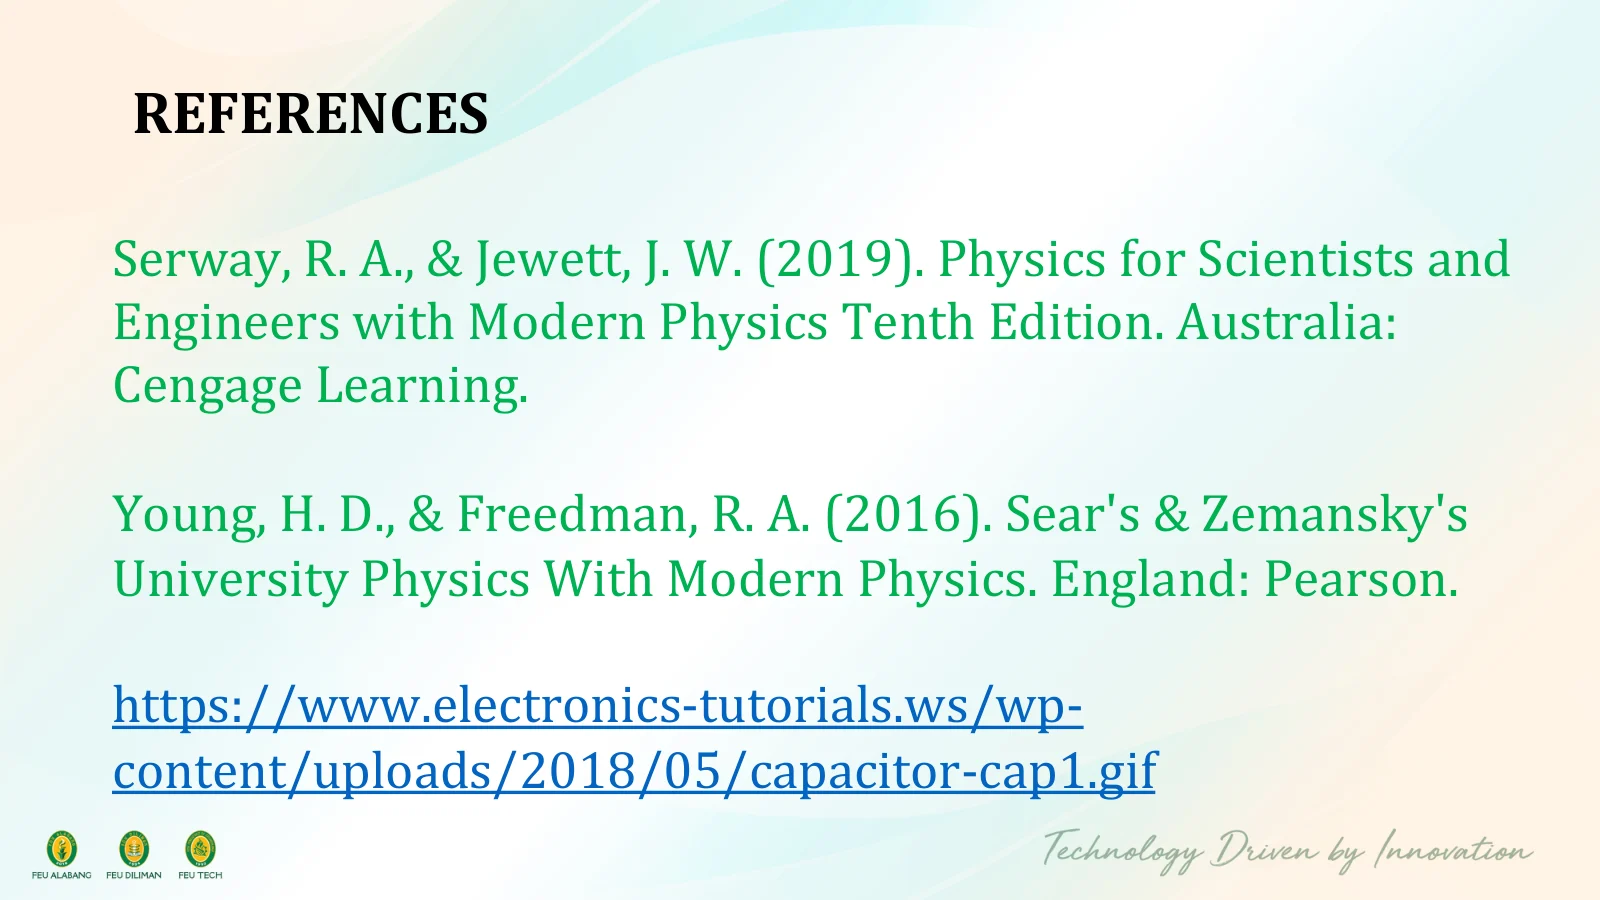 REFERENCES
Serway, R. A., & Jewett, J. W. (2019). Physics for Scientists and
Engineers with Modern Physics Tenth Edition. Australia:
Cengage Learning.
Young, H. D., & Freedman, R. A. (2016). Sear's & Zemansky's
University Physics With Modern Physics. England: Pearson.
https://www.electronics-tutorials.ws/wp-
content/uploads/2018/05/capacitor-cap1.gif
FEU ALABANG FEU DILIMAN FEU TECH
Technology Driven by Innovation